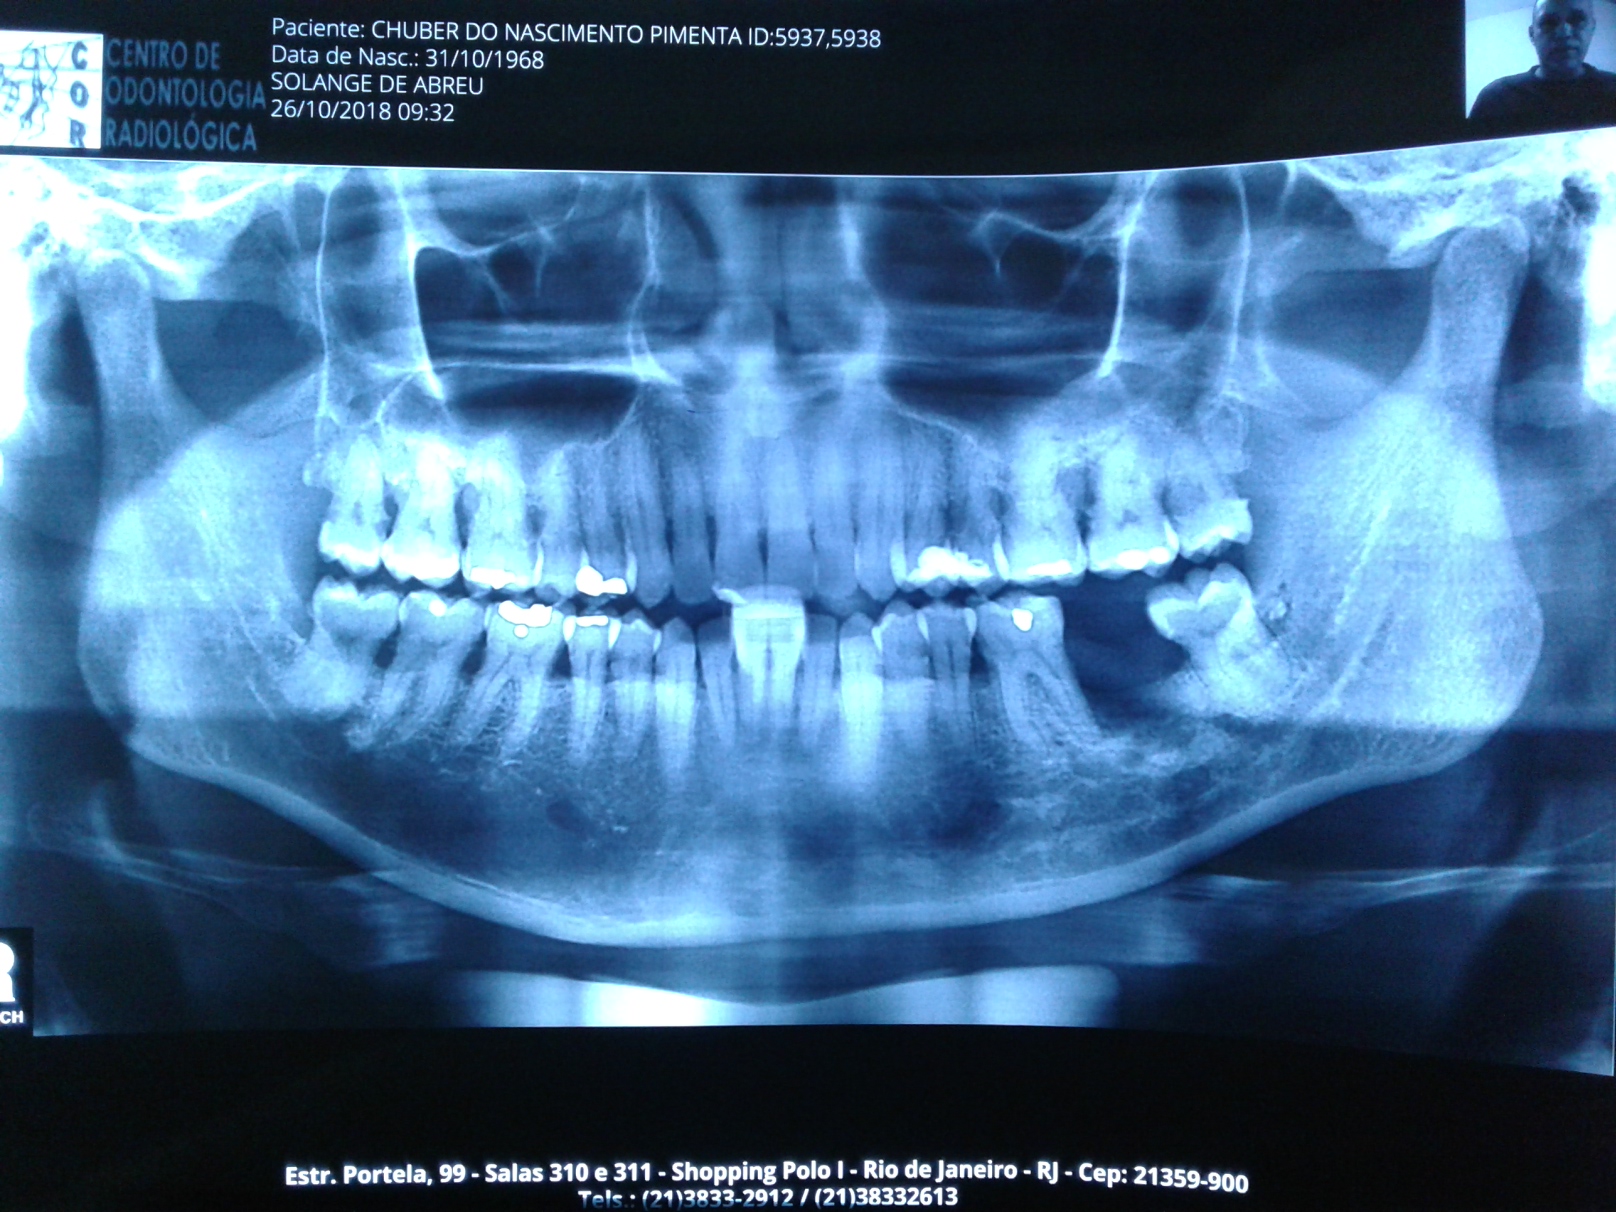 Paciente: CHUBER DO NASCIMENTO PIMENTA ID:5937,5938
Data de Nasc.: 31/10/1968
SOLANGE DE ABREU
26/10/2018 09:32
COR
CENTRO DE
ODONTOLOGIA
RADIOLÓGICA
CH
Estr. Portela, 99 - Salas 310 e 311 - Shopping Polo I - Rio de Janeiro - RJ - Cep: 21359-900
Tels.: (21)3833-2912 / (21)38332613